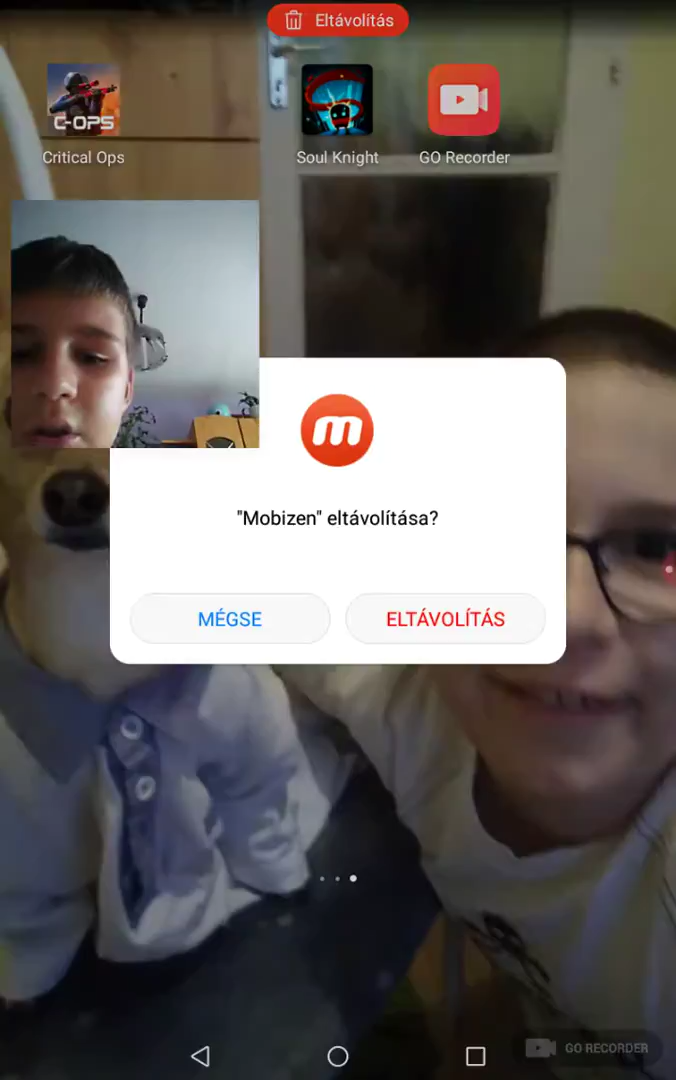 Eltávolítás
C-OPS
Critical Ops
Soul Knight
GO Recorder
m
"Mobizen" eltávolítása?
MÉGSE
ELTÁVOLÍTÁS
GO RECORDER